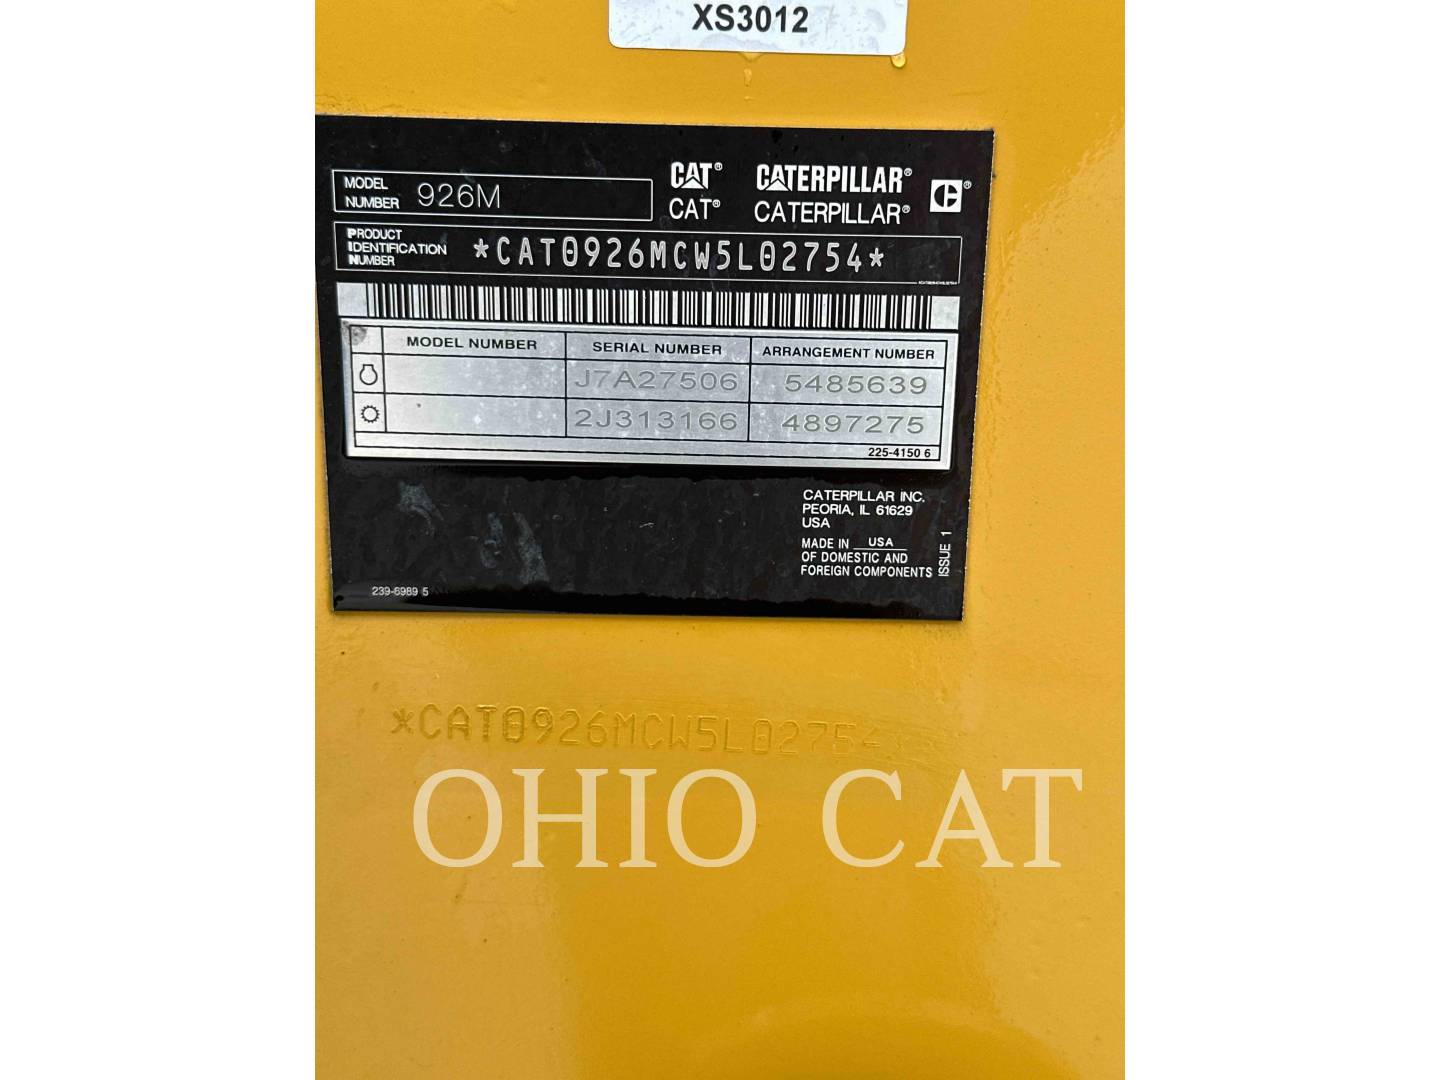 XS3012
MODEL NUMBER 926M
CAT® CATERPILLAR®
CAT® CATERPILLAR®
PRODUCT IDENTIFICATION NUMBER *CAT0926MCW5L02754*
MODEL NUMBER SERIAL NUMBER ARRANGEMENT NUMBER
J7A27506 5485639
2J313166 4897275
225-4150 6
CATERPILLAR INC.
PEORIA, IL 61629
USA
MADE IN USA
OF DOMESTIC AND
FOREIGN COMPONENTS
ISSUE 1
239-6989 5
*CAT0926MCW5L02754
OHIO CAT